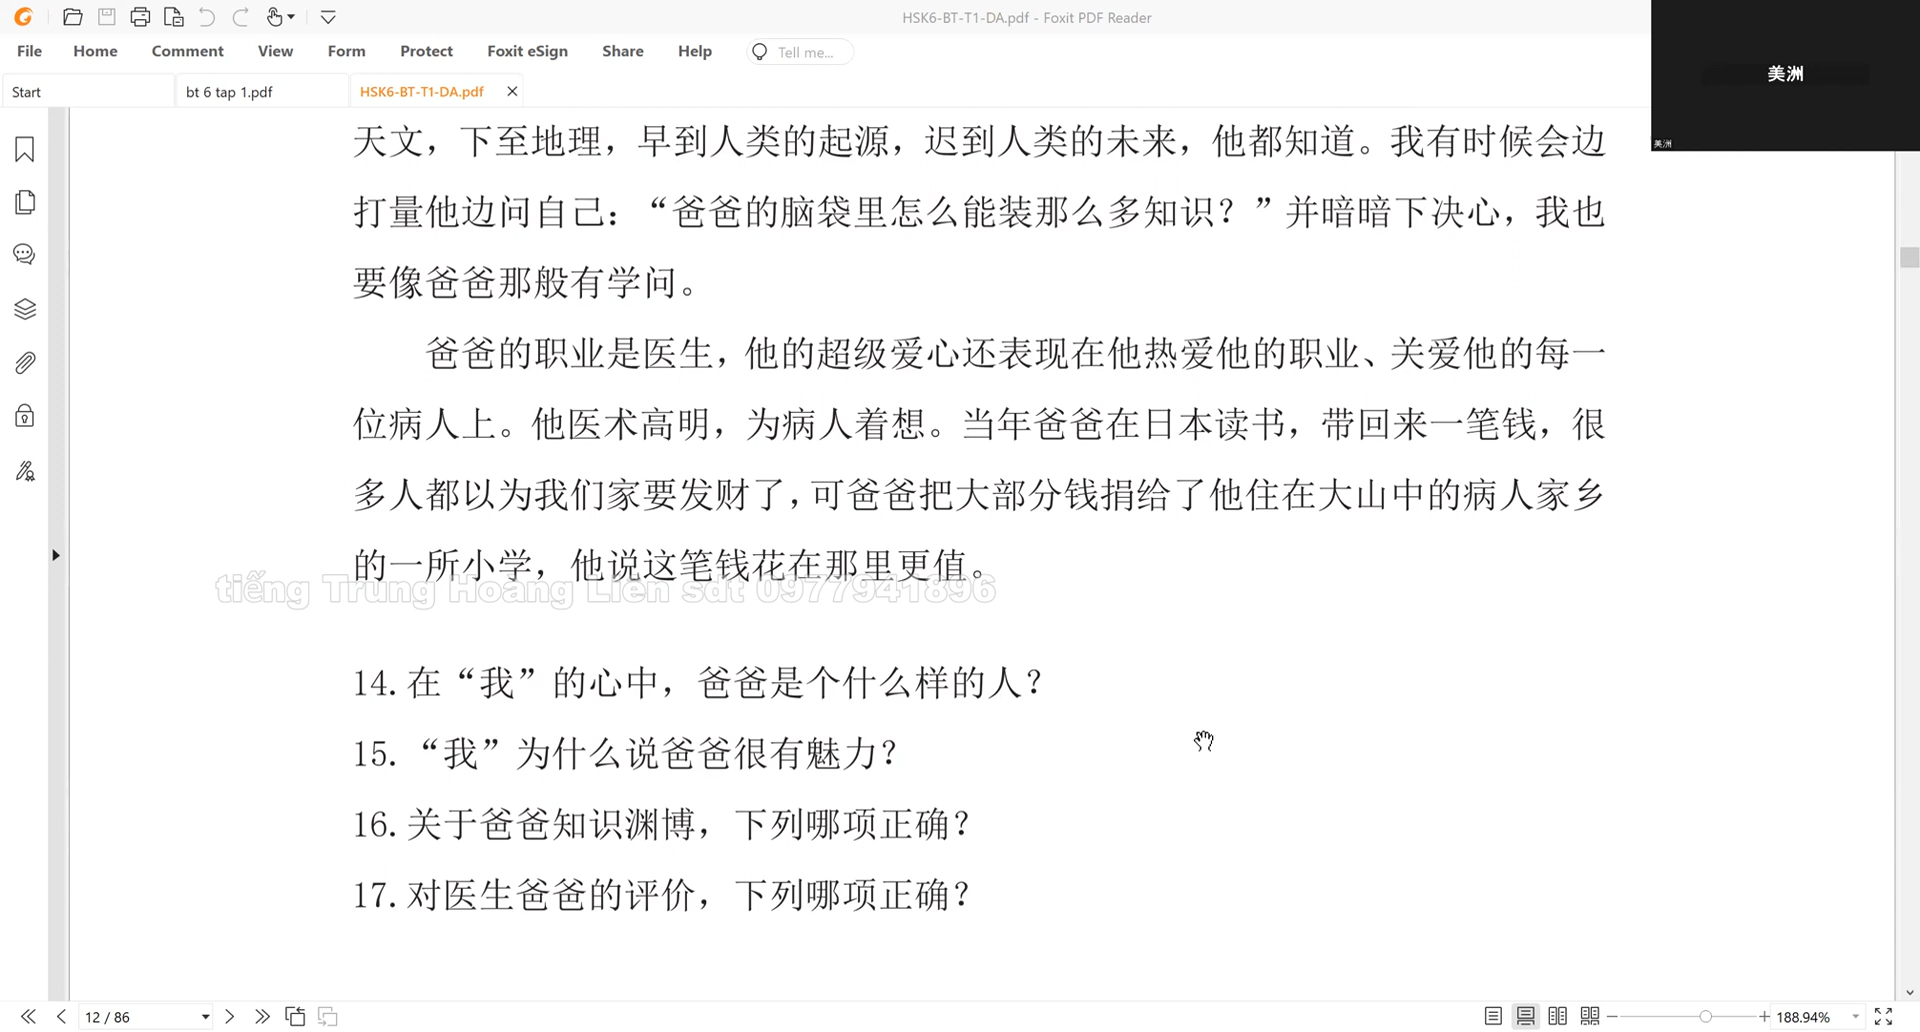 HSK6-BT-T1-DA.pdf - Foxit PDF Reader
File Home Comment View Form Protect Foxit eSign Share Help Tell me...
Start bt 6 tap 1.pdf HSK6-BT-T1-DA.pdf
美洲
美洲
天文，下至地理，早到人类的起源，迟到人类的未来，他都知道。我有时候会边
打量他边问自己：“爸爸的脑袋里怎么能装那么多知识？”并暗暗下决心，我也
要像爸爸那般有学问。
爸爸的职业是医生，他的超级爱心还表现在他热爱他的职业、关爱他的每一
位病人上。他医术高明，为病人着想。当年爸爸在日本读书，带回来一笔钱，很
多人都以为我们家要发财了，可爸爸把大部分钱捐给了他住在大山中的病人家乡
的一所小学，他说这笔钱花在那里更值。
tiếng Trung Hoàng Liên sdt 0977941896
14. 在“我”的心中，爸爸是个什么样的人？
15. “我”为什么说爸爸很有魅力？
16. 关于爸爸知识渊博，下列哪项正确？
17. 对医生爸爸的评价，下列哪项正确？
12 / 86
188.94%